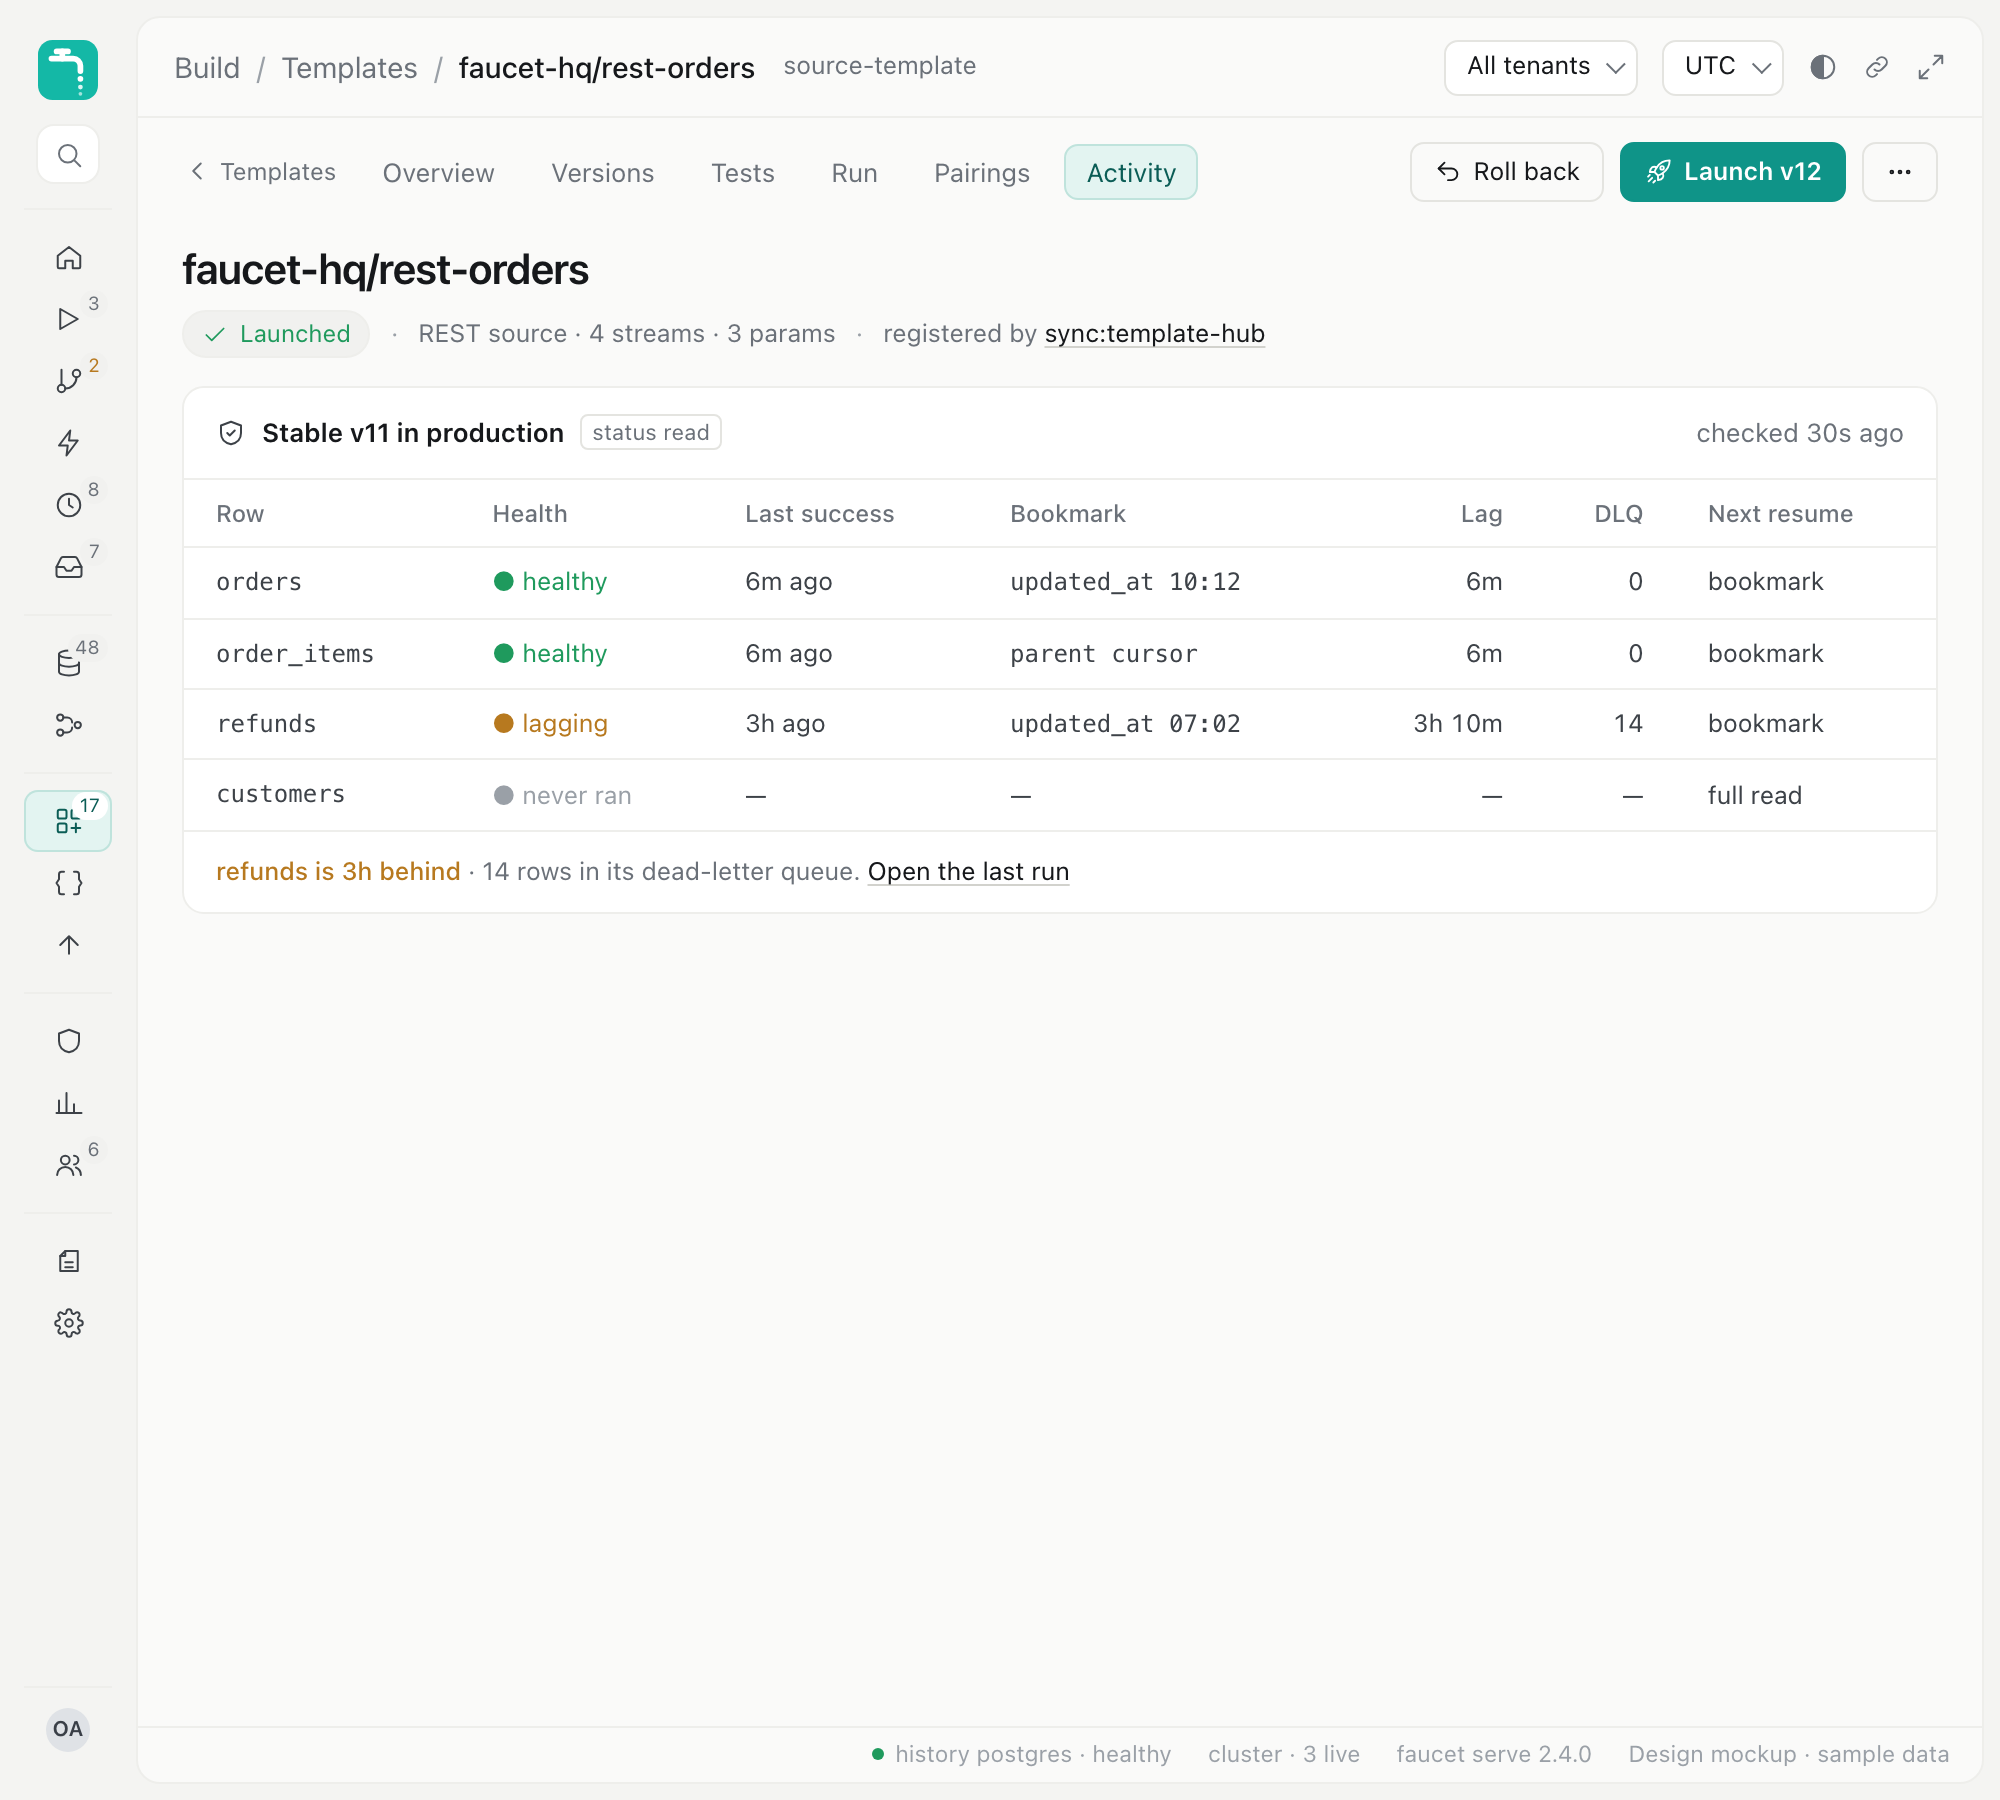 Build / Templates / faucet-hq/rest-orders source-template
All tenants UTC
Templates Overview Versions Tests Run Pairings Activity
Roll back Launch v12 ···
faucet-hq/rest-orders
Launched · REST source · 4 streams · 3 params · registered by sync:template-hub
Stable v11 in production status read checked 30s ago
Row Health Last success Bookmark Lag DLQ Next resume
orders healthy 6m ago updated_at 10:12 6m 0 bookmark
order_items healthy 6m ago parent cursor 6m 0 bookmark
refunds lagging 3h ago updated_at 07:02 3h 10m 14 bookmark
customers never ran — — — — full read
refunds is 3h behind · 14 rows in its dead-letter queue. Open the last run
3
2
8
7
48
17
6
OA
history postgres · healthy cluster · 3 live faucet serve 2.4.0 Design mockup · sample data